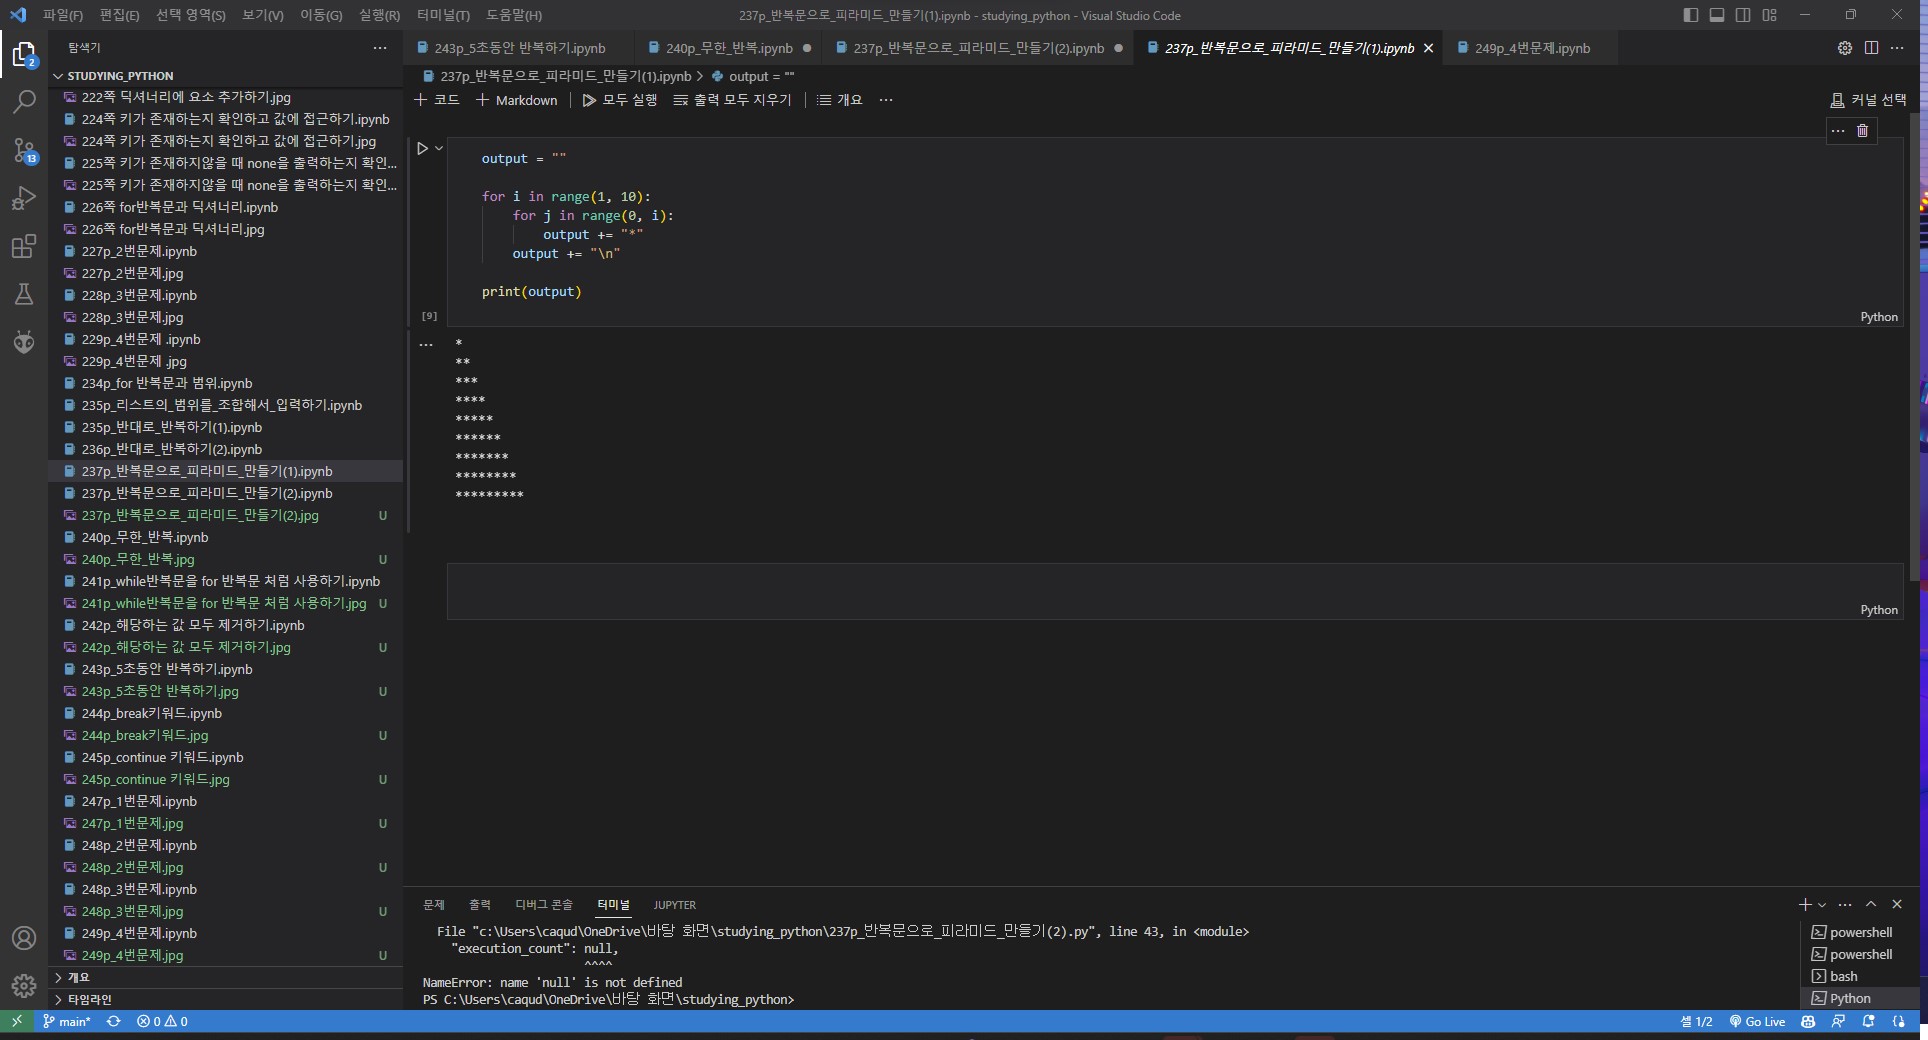 파일(F) 편집(E) 선택 영역(S) 보기(V) 이동(G) 실행(R) 터미널(T) 도움말(H)
237p_반복문으로_피라미드_만들기(1).ipynb - studying_python - Visual Studio Code
탐색기
2
13
STUDYING_PYTHON
222쪽 딕셔너리에 요소 추가하기.jpg
224쪽 키가 존재하는지 확인하고 값에 접근하기.ipynb
224쪽 키가 존재하는지 확인하고 값에 접근하기.jpg
225쪽 키가 존재하지않을 때 none을 출력하는지 확인...
225쪽 키가 존재하지않을 때 none을 출력하는지 확인...
226쪽 for반복문과 딕셔너리.ipynb
226쪽 for반복문과 딕셔너리.jpg
227p_2번문제.ipynb
227p_2번문제.jpg
228p_3번문제.ipynb
228p_3번문제.jpg
229p_4번문제 .ipynb
229p_4번문제 .jpg
234p_for 반복문과 범위.ipynb
235p_리스트의_범위를_조합해서_입력하기.ipynb
235p_반대로_반복하기(1).ipynb
236p_반대로_반복하기(2).ipynb
237p_반복문으로_피라미드_만들기(1).ipynb
237p_반복문으로_피라미드_만들기(2).ipynb
237p_반복문으로_피라미드_만들기(2).jpg U
240p_무한_반복.ipynb
240p_무한_반복.jpg U
241p_while반복문을 for 반복문 처럼 사용하기.ipynb
241p_while반복문을 for 반복문 처럼 사용하기.jpg U
242p_해당하는 값 모두 제거하기.ipynb
242p_해당하는 값 모두 제거하기.jpg U
243p_5초동안 반복하기.ipynb
243p_5초동안 반복하기.jpg U
244p_break키워드.ipynb
244p_break키워드.jpg U
245p_continue 키워드.ipynb
245p_continue 키워드.jpg U
247p_1번문제.ipynb
247p_1번문제.jpg U
248p_2번문제.ipynb
248p_2번문제.jpg U
248p_3번문제.ipynb
248p_3번문제.jpg U
249p_4번문제.ipynb
249p_4번문제.jpg U
개요
타임라인
243p_5초동안 반복하기.ipynb 240p_무한_반복.ipynb 237p_반복문으로_피라미드_만들기(2).ipynb 237p_반복문으로_피라미드_만들기(1).ipynb 249p_4번문제.ipynb
237p_반복문으로_피라미드_만들기(1).ipynb > output = ""
+ 코드 + Markdown 모두 실행 출력 모두 지우기 개요 ... 커널 선택
output = ""
for i in range(1, 10):
    for j in range(0, i):
        output += "*"
    output += "\n"
print(output)
[9] Python
*
**
***
****
*****
******
*******
********
*********
Python
문제 출력 디버그 콘솔 터미널 JUPYTER
File "c:\Users\caqud\OneDrive\바탕 화면\studying_python\237p_반복문으로_피라미드_만들기(2).py", line 43, in <module>
"execution_count": null,
^^^^
NameError: name 'null' is not defined
PS C:\Users\caqud\OneDrive\바탕 화면\studying_python>
powershell
powershell
bash
Python
main* 0 0 셀 1/2 Go Live